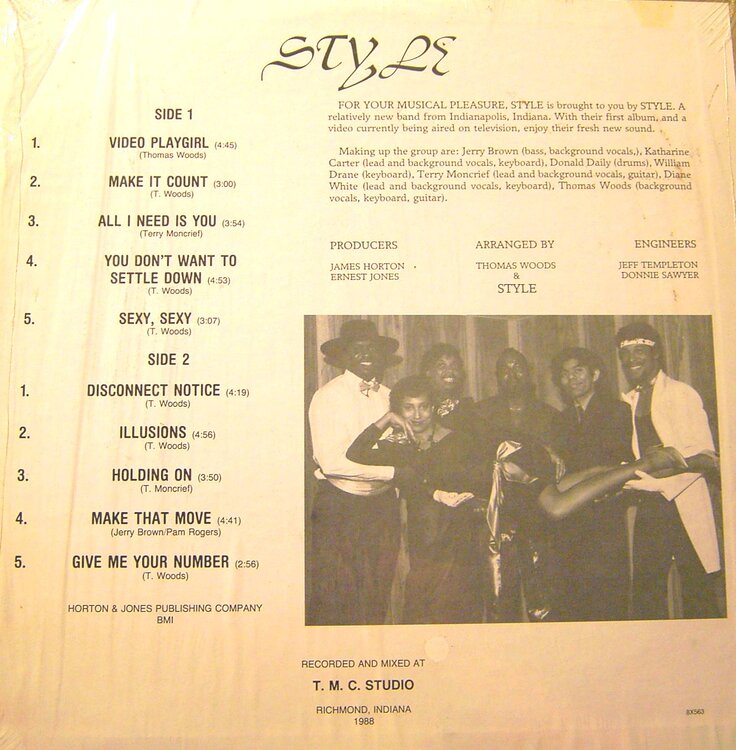 STYLE
SIDE 1
1. VIDEO PLAYGIRL (4:45)
(Thomas Woods)
2. MAKE IT COUNT (3:00)
(T. Woods)
3. ALL I NEED IS YOU (3:54)
(Terry Moncrief)
4. YOU DON'T WANT TO
SETTLE DOWN (4:53)
(T. Woods)
5. SEXY, SEXY (3:07)
(T. Woods)
SIDE 2
1. DISCONNECT NOTICE (4:19)
(T. Woods)
2. ILLUSIONS (4:56)
(T. Woods)
3. HOLDING ON (3:50)
(T. Moncrief)
4. MAKE THAT MOVE (4:41)
(Jerry Brown/Pam Rogers)
5. GIVE ME YOUR NUMBER (2:56)
(T. Woods)
HORTON & JONES PUBLISHING COMPANY
BMI
FOR YOUR MUSICAL PLEASURE, STYLE is brought to you by STYLE. A
relatively new band from Indianapolis, Indiana. With their first album, and a
video currently being aired on television, enjoy their fresh new sound.
Making up the group are: Jerry Brown (bass, background vocals,), Katharine
Carter (lead and background vocals, keyboard), Donald Daily (drums), William
Drane (keyboard), Terry Moncrief (lead and background vocals, guitar), Diane
White (lead and background vocals, keyboard), Thomas Woods (background
vocals, keyboard, guitar).
PRODUCERS
JAMES HORTON
ERNEST JONES
ARRANGED BY
THOMAS WOODS
&
STYLE
ENGINEERS
JEFF TEMPLETON
DONNIE SAWYER
RECORDED AND MIXED AT
T. M. C. STUDIO
RICHMOND, INDIANA
1988
8X563